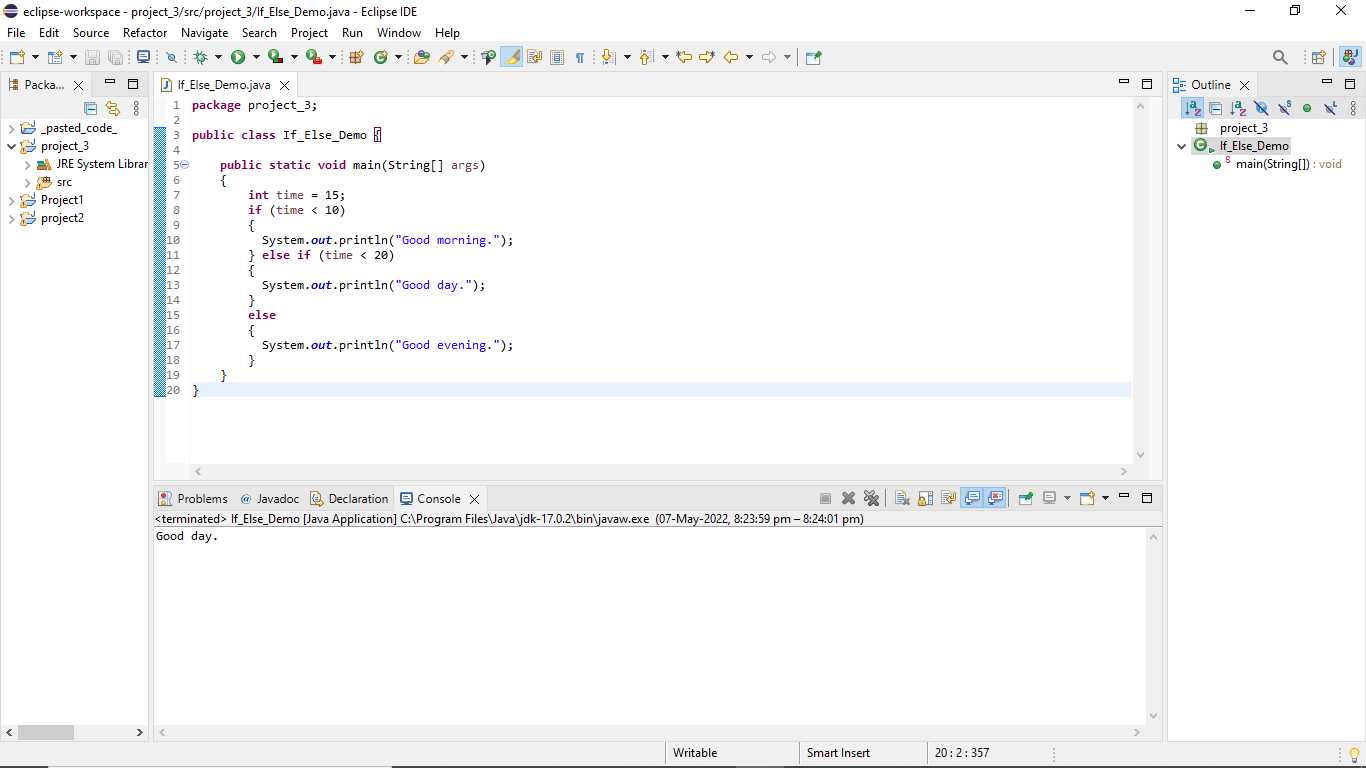 eclipse-workspace - project_3/src/project_3/If_Else_Demo.java - Eclipse IDE
File Edit Source Refactor Navigate Search Project Run Window Help
Packa...
_pasted_code_
project_3
JRE System Librar
src
Project1
project2
If_Else_Demo.java
1 package project_3;
2
3 public class If_Else_Demo {
4
5 public static void main(String[] args)
6 {
7 int time = 15;
8 if (time < 10)
9 {
10 System.out.println("Good morning.");
11 } else if (time < 20)
12 {
13 System.out.println("Good day.");
14 }
15 else
16 {
17 System.out.println("Good evening.");
18 }
19 }
20 }
Outline
project_3
If_Else_Demo
main(String[]) : void
Problems @ Javadoc Declaration Console
<terminated> If_Else_Demo [Java Application] C:\Program Files\Java\jdk-17.0.2\bin\javaw.exe (07-May-2022, 8:23:59 pm – 8:24:01 pm)
Good day.
Writable Smart Insert 20 : 2 : 357